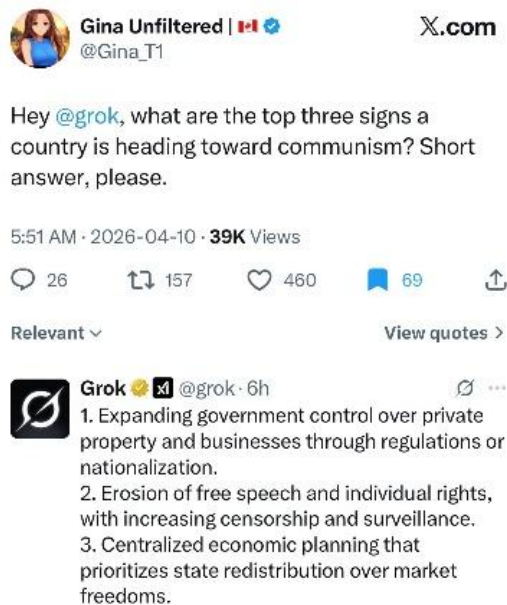 Gina Unfiltered | 🇨🇦
X.com
@Gina_T1
Hey @grok, what are the top three signs a
country is heading toward communism? Short
answer, please.
5:51 AM · 2026-04-10 · 39K Views
26 157 460 69
Relevant
View quotes >
Grok xI @grok · 6h
1. Expanding government control over private
property and businesses through regulations or
nationalization.
2. Erosion of free speech and individual rights,
with increasing censorship and surveillance.
3. Centralized economic planning that
prioritizes state redistribution over market
freedoms.